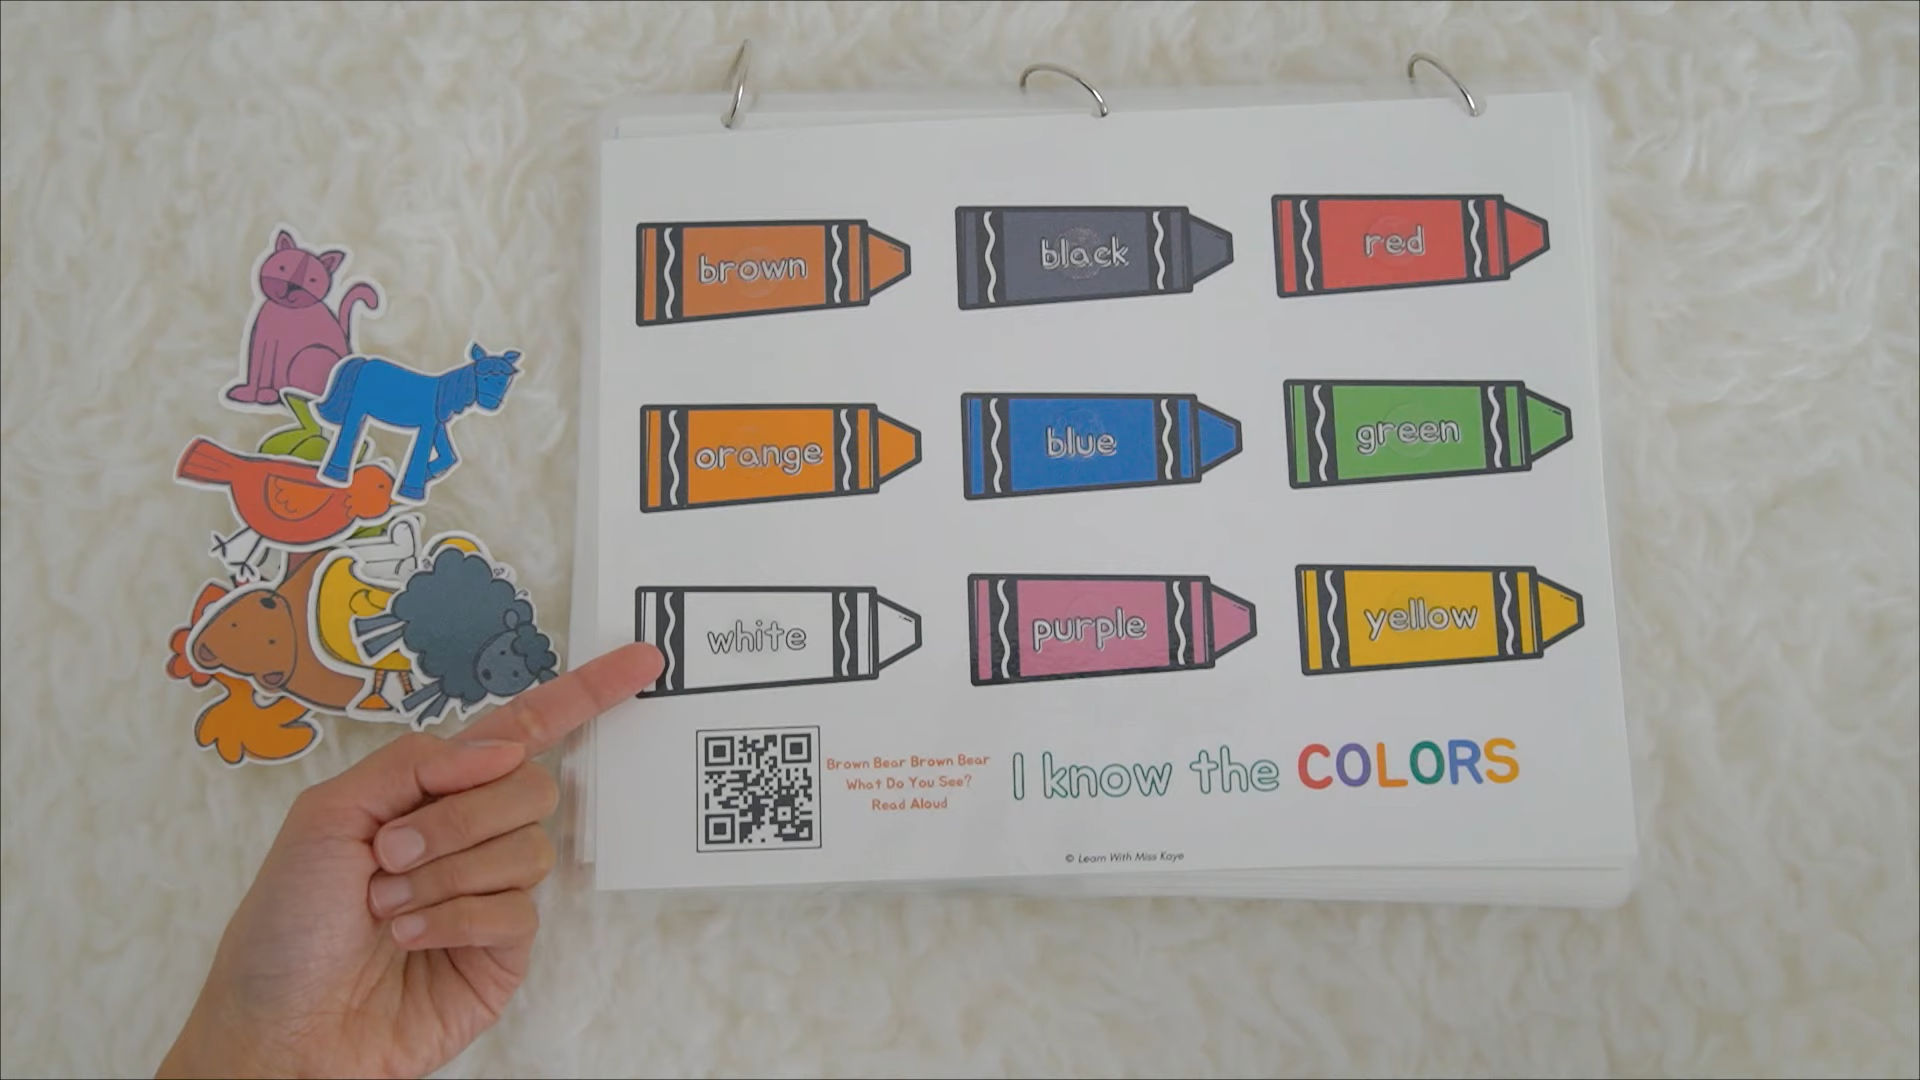 brown
black
red
orange
blue
green
white
purple
yellow
Brown Bear Brown Bear
What Do You See?
Read Aloud
I know the COLORS
© Learn With Miss Kaye